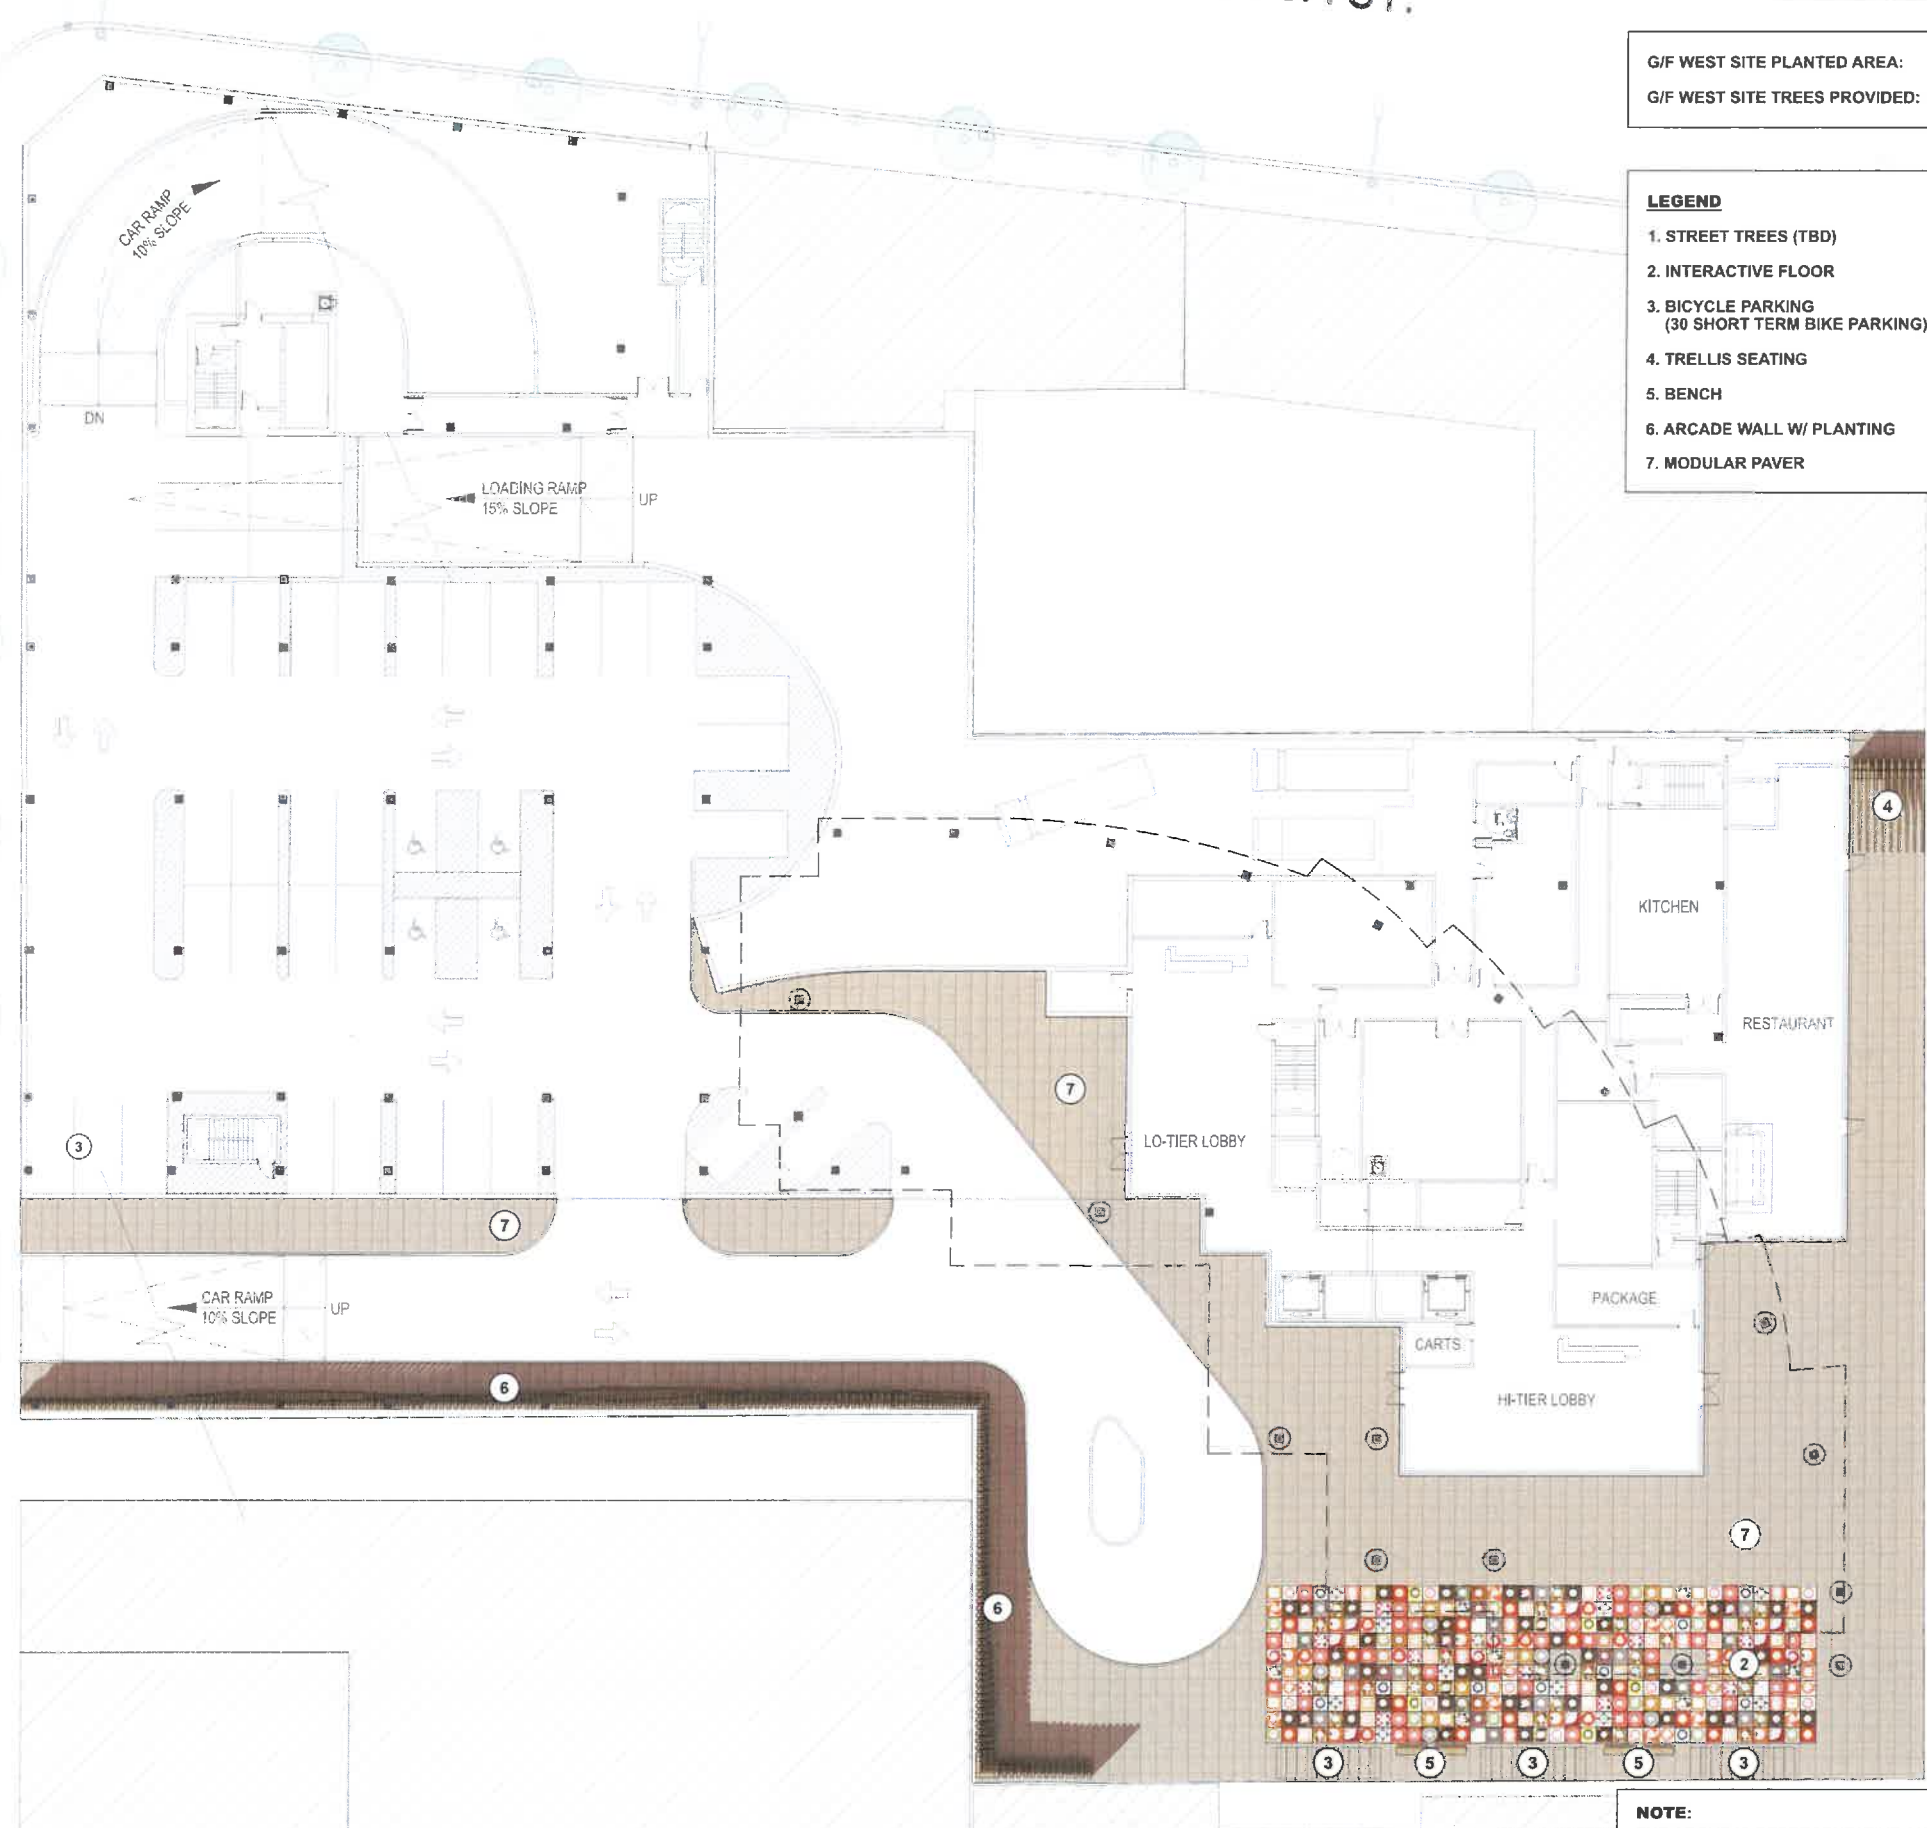 ST.
G/F WEST SITE PLANTED AREA:
G/F WEST SITE TREES PROVIDED:
LEGEND
1. STREET TREES (TBD)
2. INTERACTIVE FLOOR
3. BICYCLE PARKING
(30 SHORT TERM BIKE PARKING)
4. TRELLIS SEATING
5. BENCH
6. ARCADE WALL W/ PLANTING
7. MODULAR PAVER
CAR RAMP
10% SLOPE
DN
LOADING RAMP
15% SLOPE
UP
4
KITCHEN
RESTAURANT
7
3
LO-TIER LOBBY
7
CAR RAMP
10% SLOPE
UP
PACKAGE
CARTS
6
HI-TIER LOBBY
7
6
2
3
5
3
5
3
NOTE: